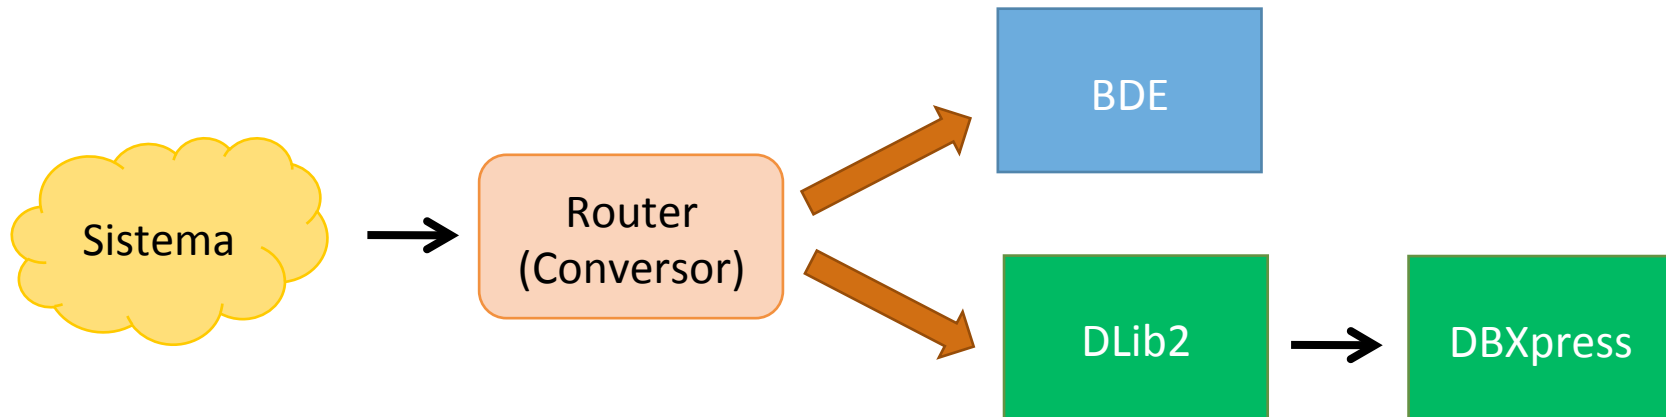 Sistema
Router
(Conversor)
BDE
DLib2
DBXpress